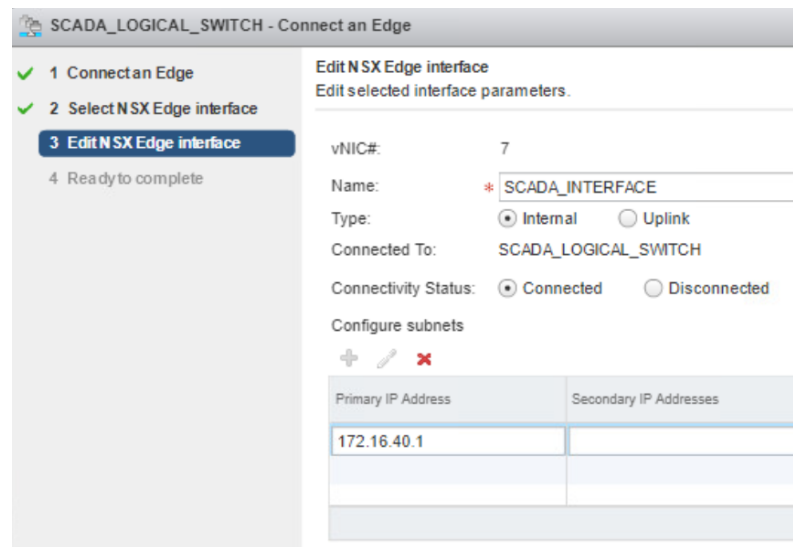 SCADA_LOGICAL_SWITCH - Connect an Edge
1 Connect an Edge
2 Select NSX Edge interface
3 Edit NSX Edge interface
4 Ready to complete
Edit NSX Edge interface
Edit selected interface parameters.
vNIC#: 7
Name: * SCADA_INTERFACE
Type: Internal Uplink
Connected To: SCADA_LOGICAL_SWITCH
Connectivity Status: Connected Disconnected
Configure subnets
Primary IP Address Secondary IP Addresses
172.16.40.1